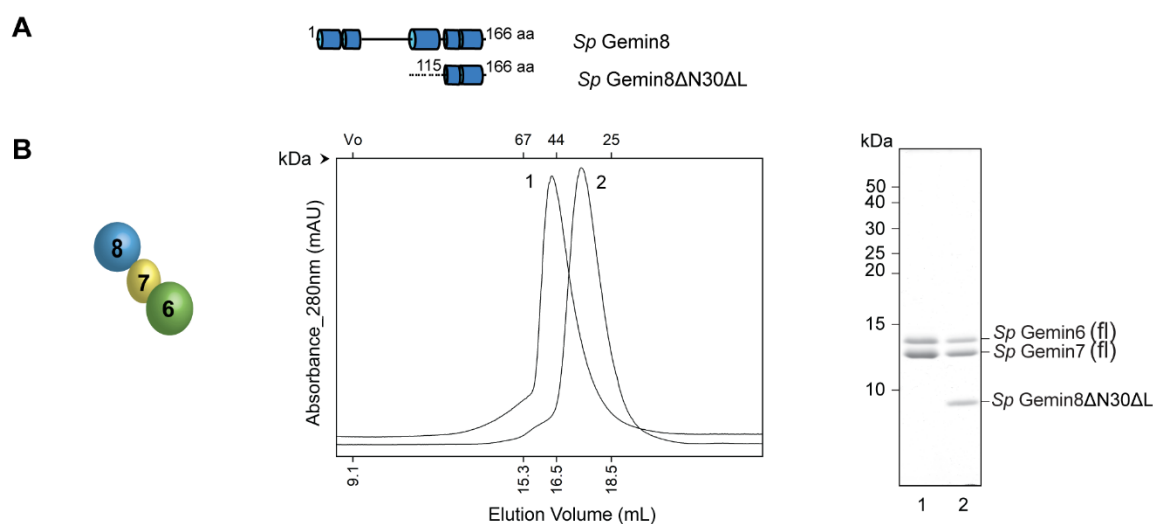 A
1 166 aa Sp Gemin8
115 166 aa Sp Gemin8ΔN30ΔL
B
8
7
6
Vo 67 44 25
kDa
1 2
Absorbance_280nm (mAU)
9.1 15.3 16.5 18.5
Elution Volume (mL)
kDa
50
40
30
25
20
15
10
Sp Gemin6 (fl)
Sp Gemin7 (fl)
Sp Gemin8ΔN30ΔL
1 2